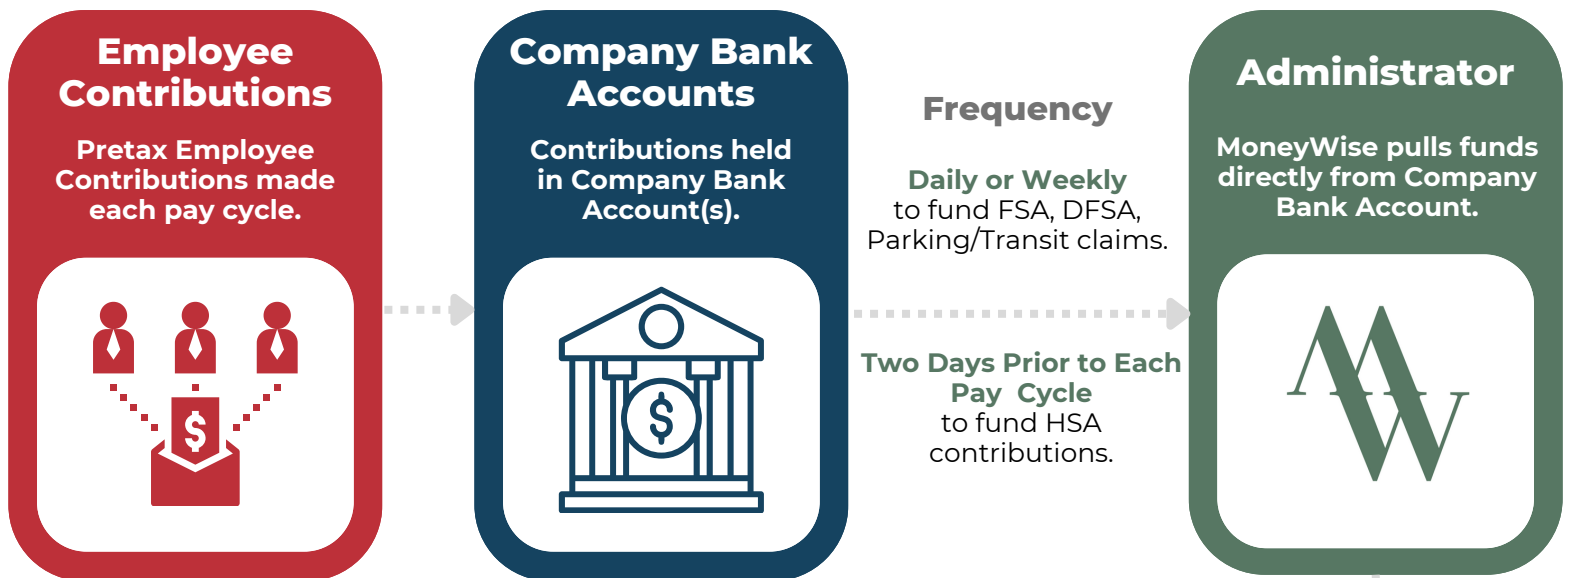 Employee
Contributions
Pretax Employee
Contributions made
each pay cycle.
$
Company Bank
Accounts
Contributions held
in Company Bank
Account(s).
$
Frequency
Daily or Weekly
to fund FSA, DFSA,
Parking/Transit claims.
Two Days Prior to Each
Pay Cycle
to fund HSA
contributions.
Administrator
MoneyWise pulls funds
directly from Company
Bank Account.
MW